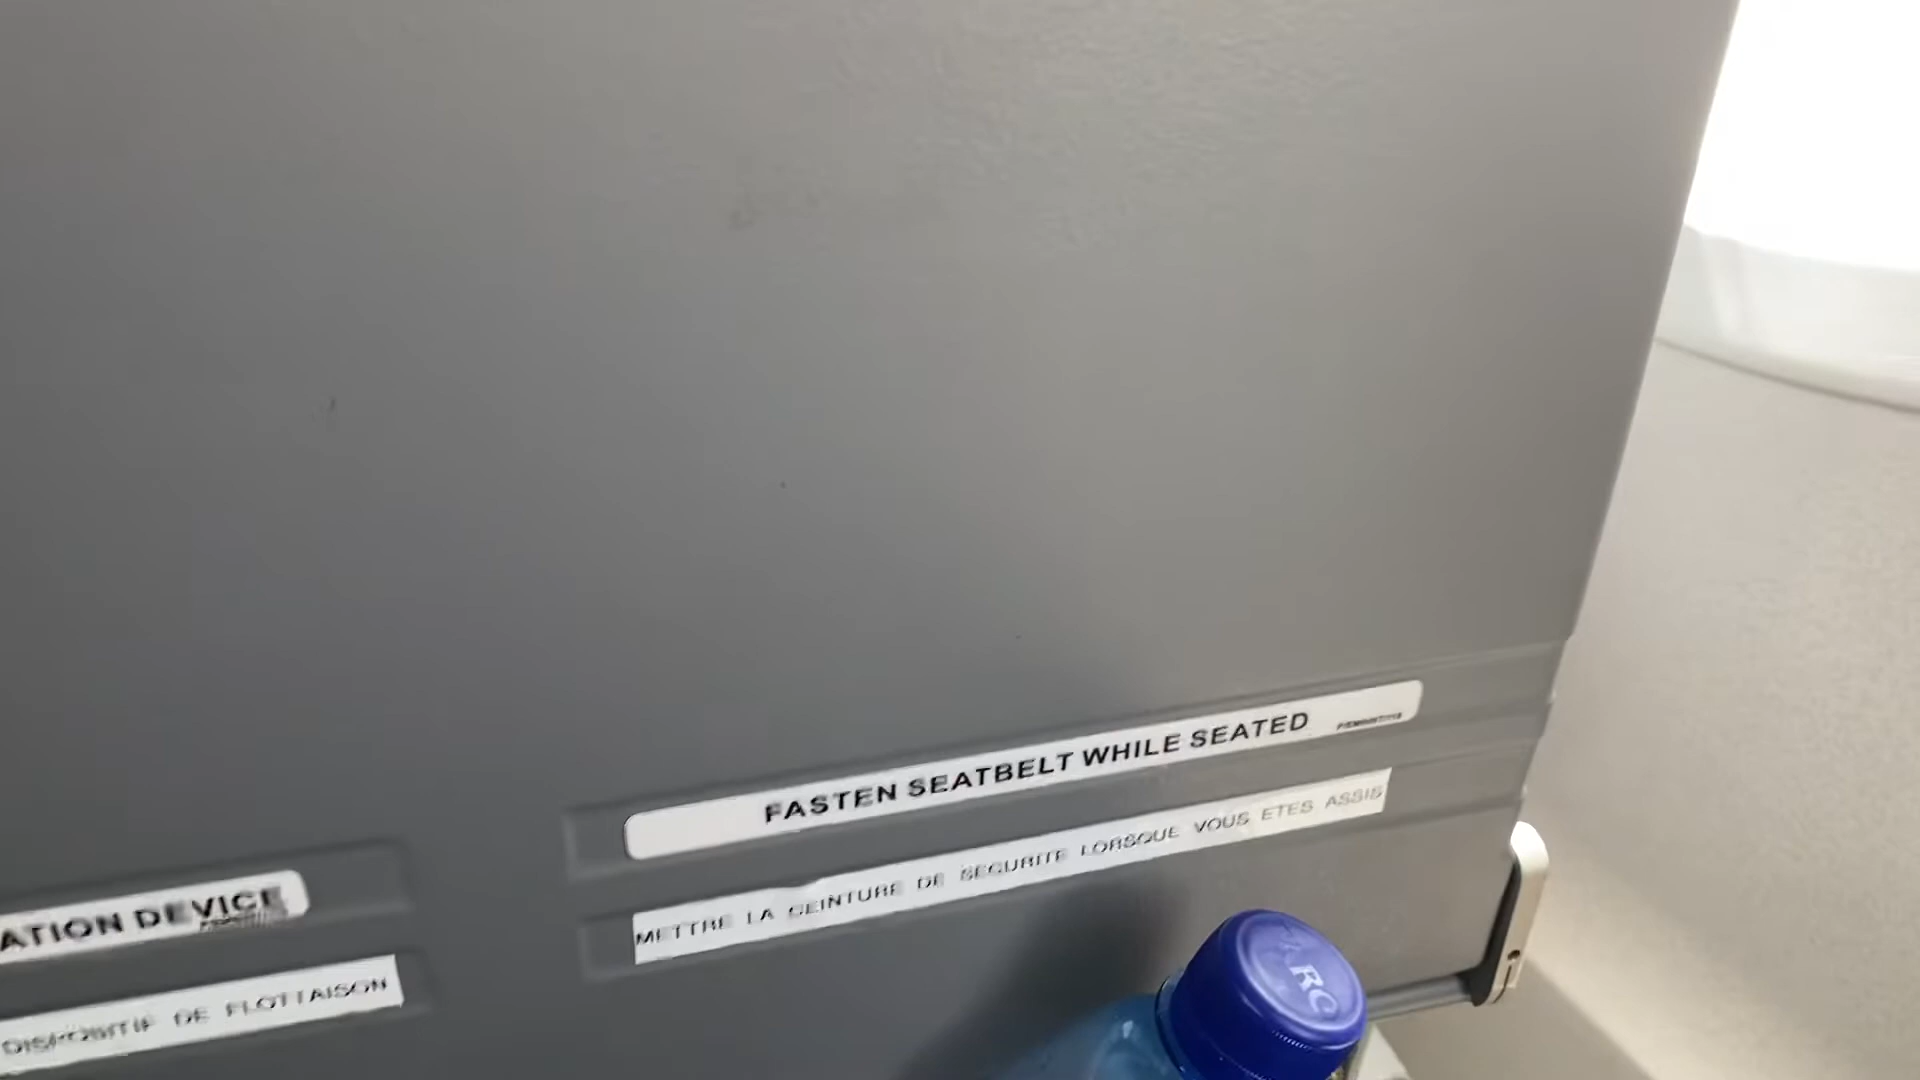 FASTEN SEATBELT WHILE SEATED
METTRE LA CEINTURE DE SECURITE LORSQUE VOUS ETES ASSIS
ATION DEVICE
DISPOSITIF DE FLOTTAISON